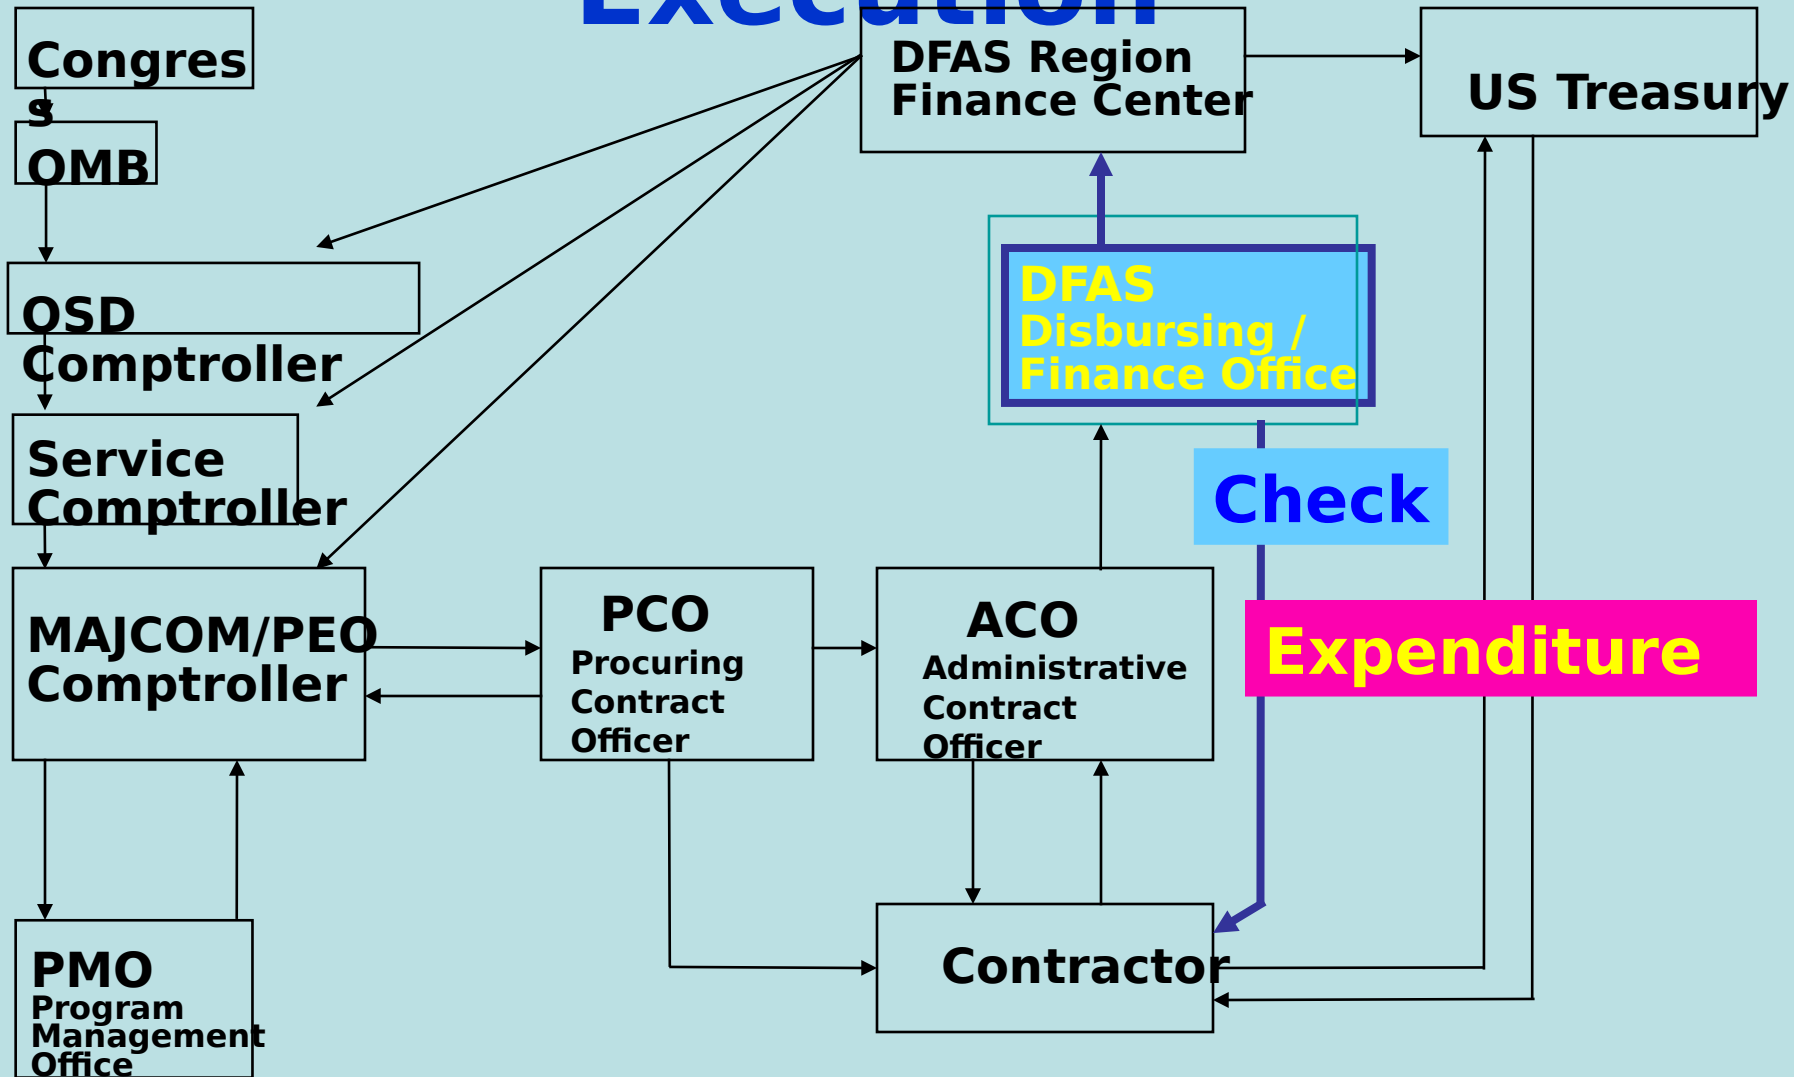 Execution
Congres
s
OMB
OSD
Comptroller
Service
Comptroller
MAJCOM/PEO
Comptroller
PMO
Program
Management
Office
PCO
Procuring
Contract
Officer
ACO
Administrative
Contract
Officer
Contractor
DFAS Region
Finance Center
US Treasury
DFAS
Disbursing /
Finance Office
Check
Expenditure